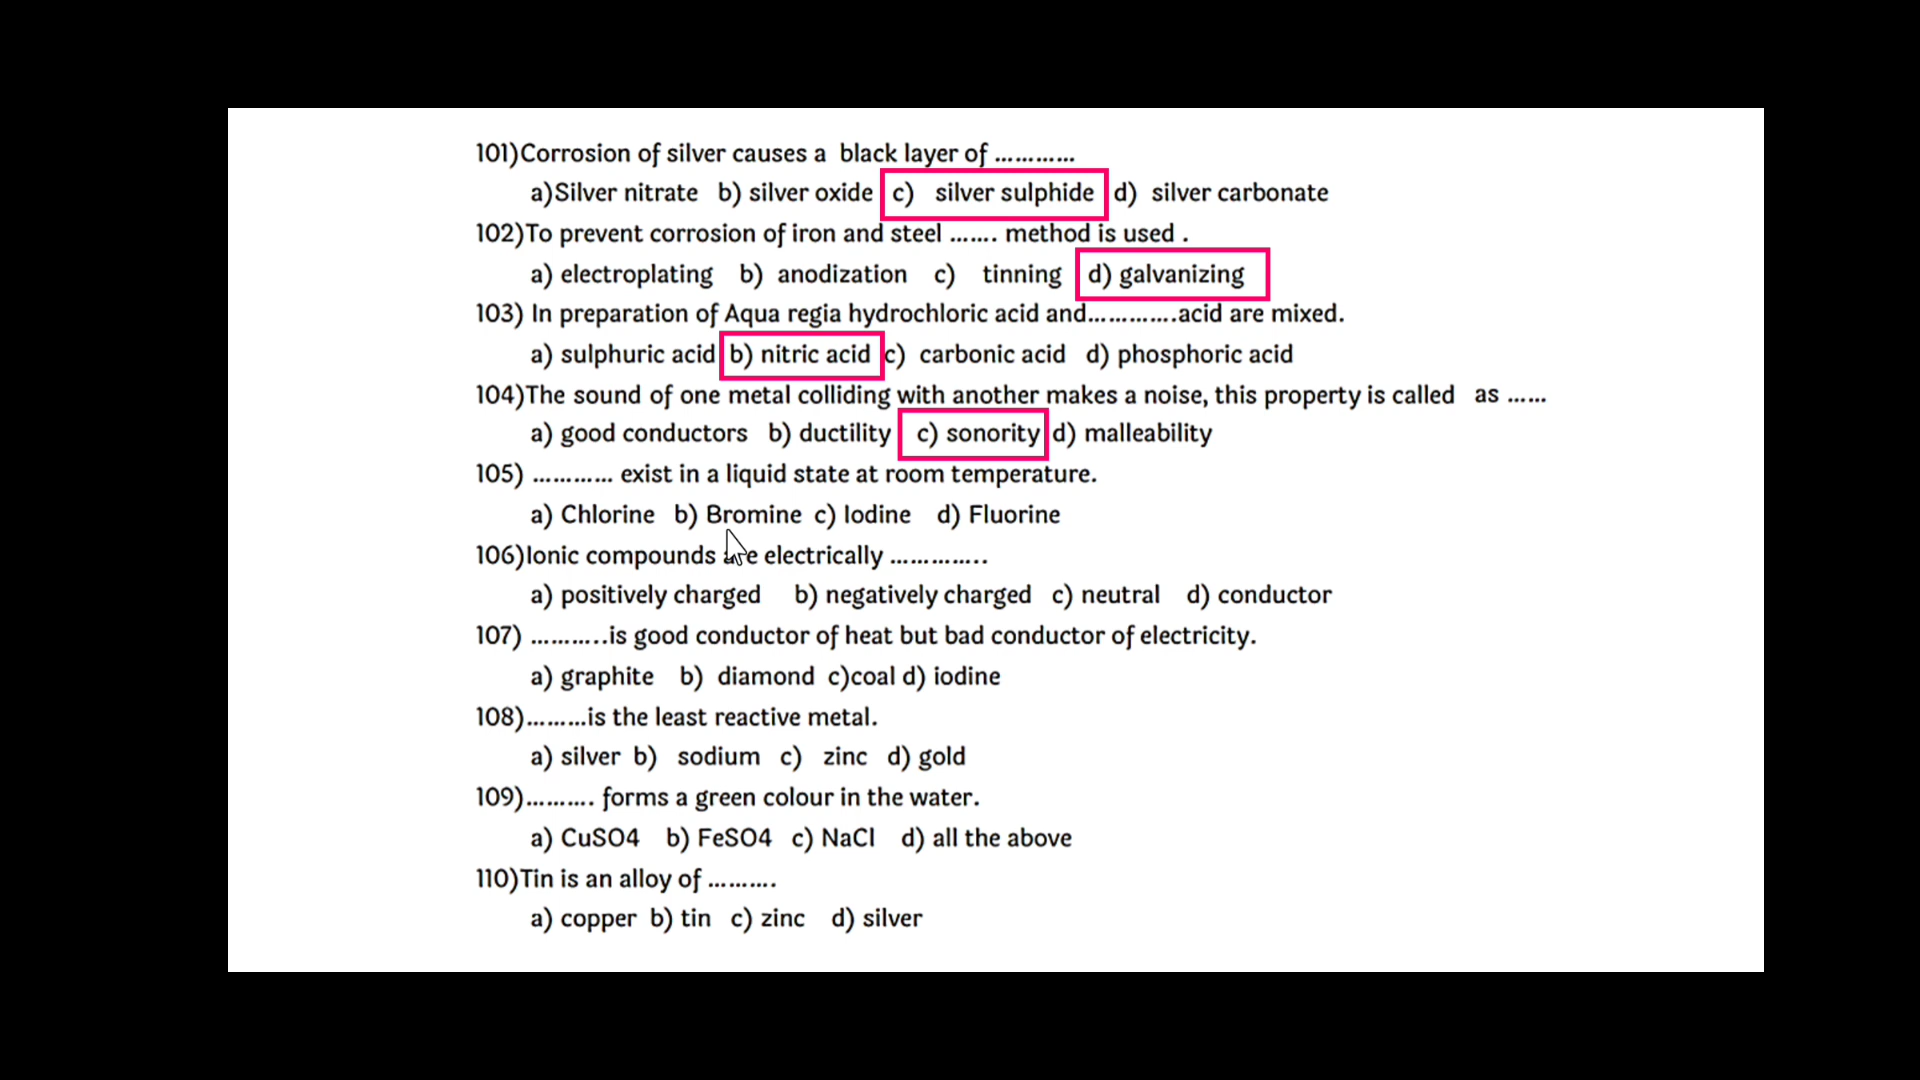 101)Corrosion of silver causes a black layer of …………
a)Silver nitrate b) silver oxide c) silver sulphide d) silver carbonate
102)To prevent corrosion of iron and steel ……. method is used .
a) electroplating b) anodization c) tinning d) galvanizing
103) In preparation of Aqua regia hydrochloric acid and………….acid are mixed.
a) sulphuric acid b) nitric acid c) carbonic acid d) phosphoric acid
104)The sound of one metal colliding with another makes a noise, this property is called as ……
a) good conductors b) ductility c) sonority d) malleability
105) ………… exist in a liquid state at room temperature.
a) Chlorine b) Bromine c) Iodine d) Fluorine
106)Ionic compounds are electrically …………..
a) positively charged b) negatively charged c) neutral d) conductor
107) ………..is good conductor of heat but bad conductor of electricity.
a) graphite b) diamond c)coal d) iodine
108)………is the least reactive metal.
a) silver b) sodium c) zinc d) gold
109)………. forms a green colour in the water.
a) CuSO4 b) FeSO4 c) NaCl d) all the above
110)Tin is an alloy of ……….
a) copper b) tin c) zinc d) silver